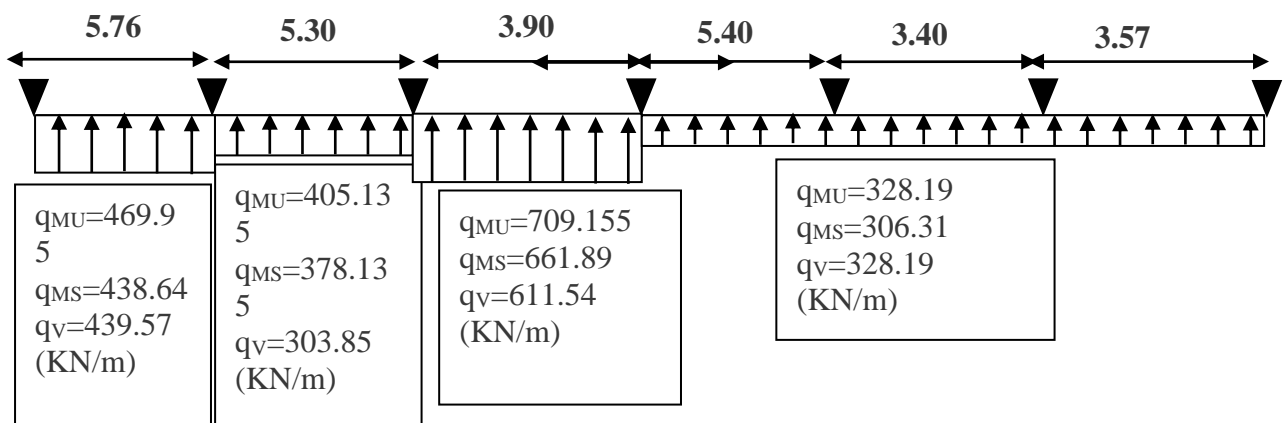 5.76 5.30 3.90 5.40 3.40 3.57
qMU=469.9
5
qMS=438.64
qV=439.57
(KN/m)
qMU=405.13
5
qMS=378.13
5
qV=303.85
(KN/m)
qMU=709.155
qMS=661.89
qV=611.54
(KN/m)
qMU=328.19
qMS=306.31
qV=328.19
(KN/m)